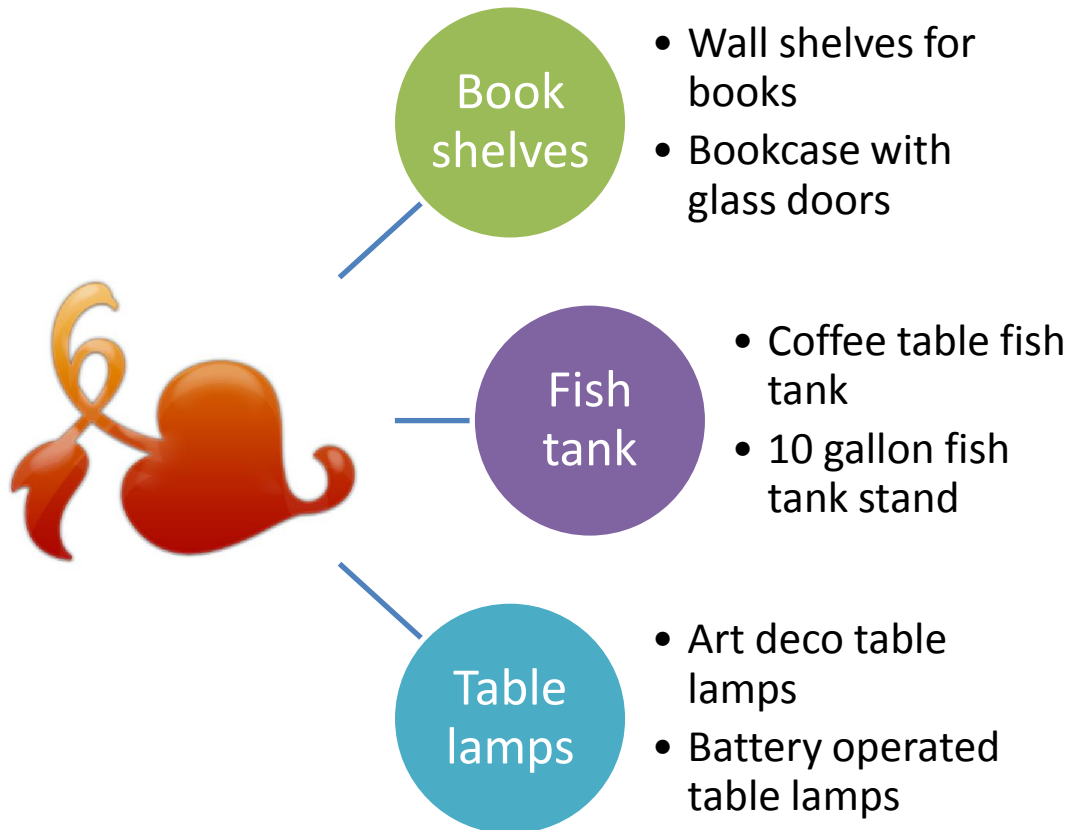 Book
shelves
• Wall shelves for
books
• Bookcase with
glass doors
Fish
tank
• Coffee table fish
tank
• 10 gallon fish
tank stand
Table
lamps
• Art deco table
lamps
• Battery operated
table lamps